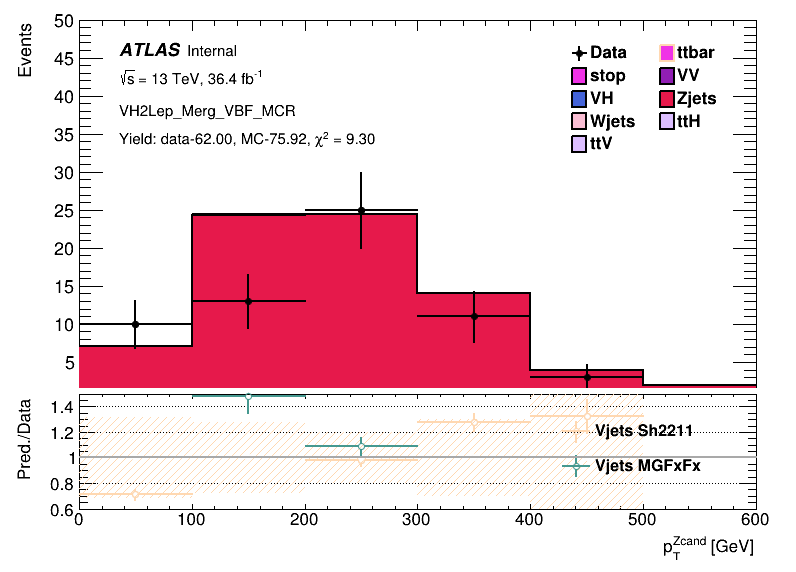 Events
50
45
40
35
30
25
20
15
10
5
ATLAS Internal
√s = 13 TeV, 36.4 fb⁻¹
VH2Lep_Merg_VBF_MCR
Yield: data-62.00, MC-75.92, χ² = 9.30
Data ttbar
stop VV
VH Zjets
Wjets ttH
ttV
Pred./Data
1.4
1.2
1
0.8
0.6
Vjets Sh2211
Vjets MGFxFx
0 100 200 300 400 500 600
p_T^Zcand [GeV]